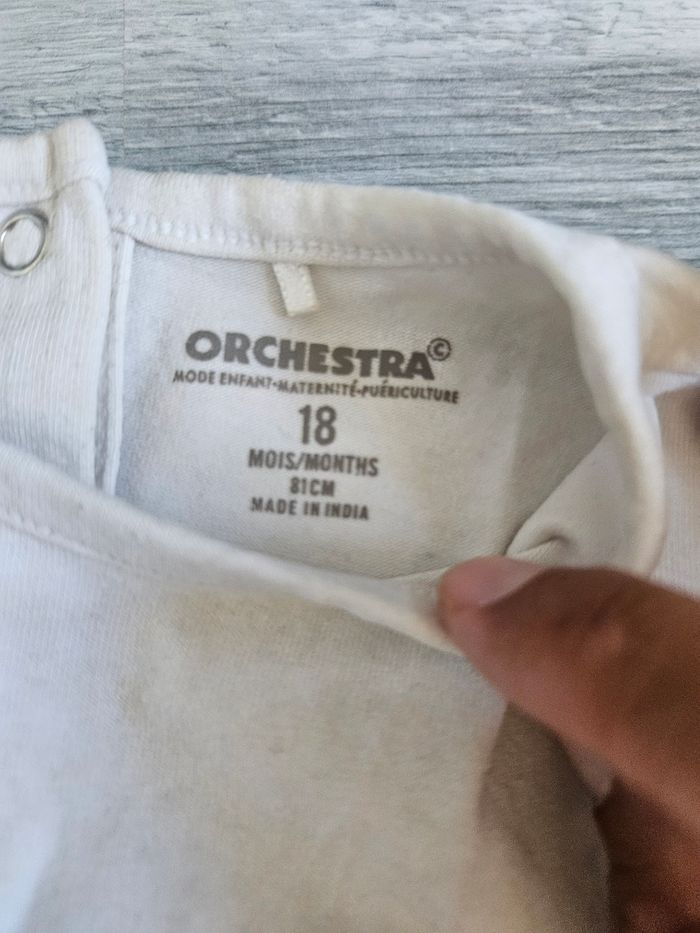 ORCHESTRA©
MODE ENFANT•MATERNITÉ•PUÉRICULTURE
18
MOIS/MONTHS
81CM
MADE IN INDIA